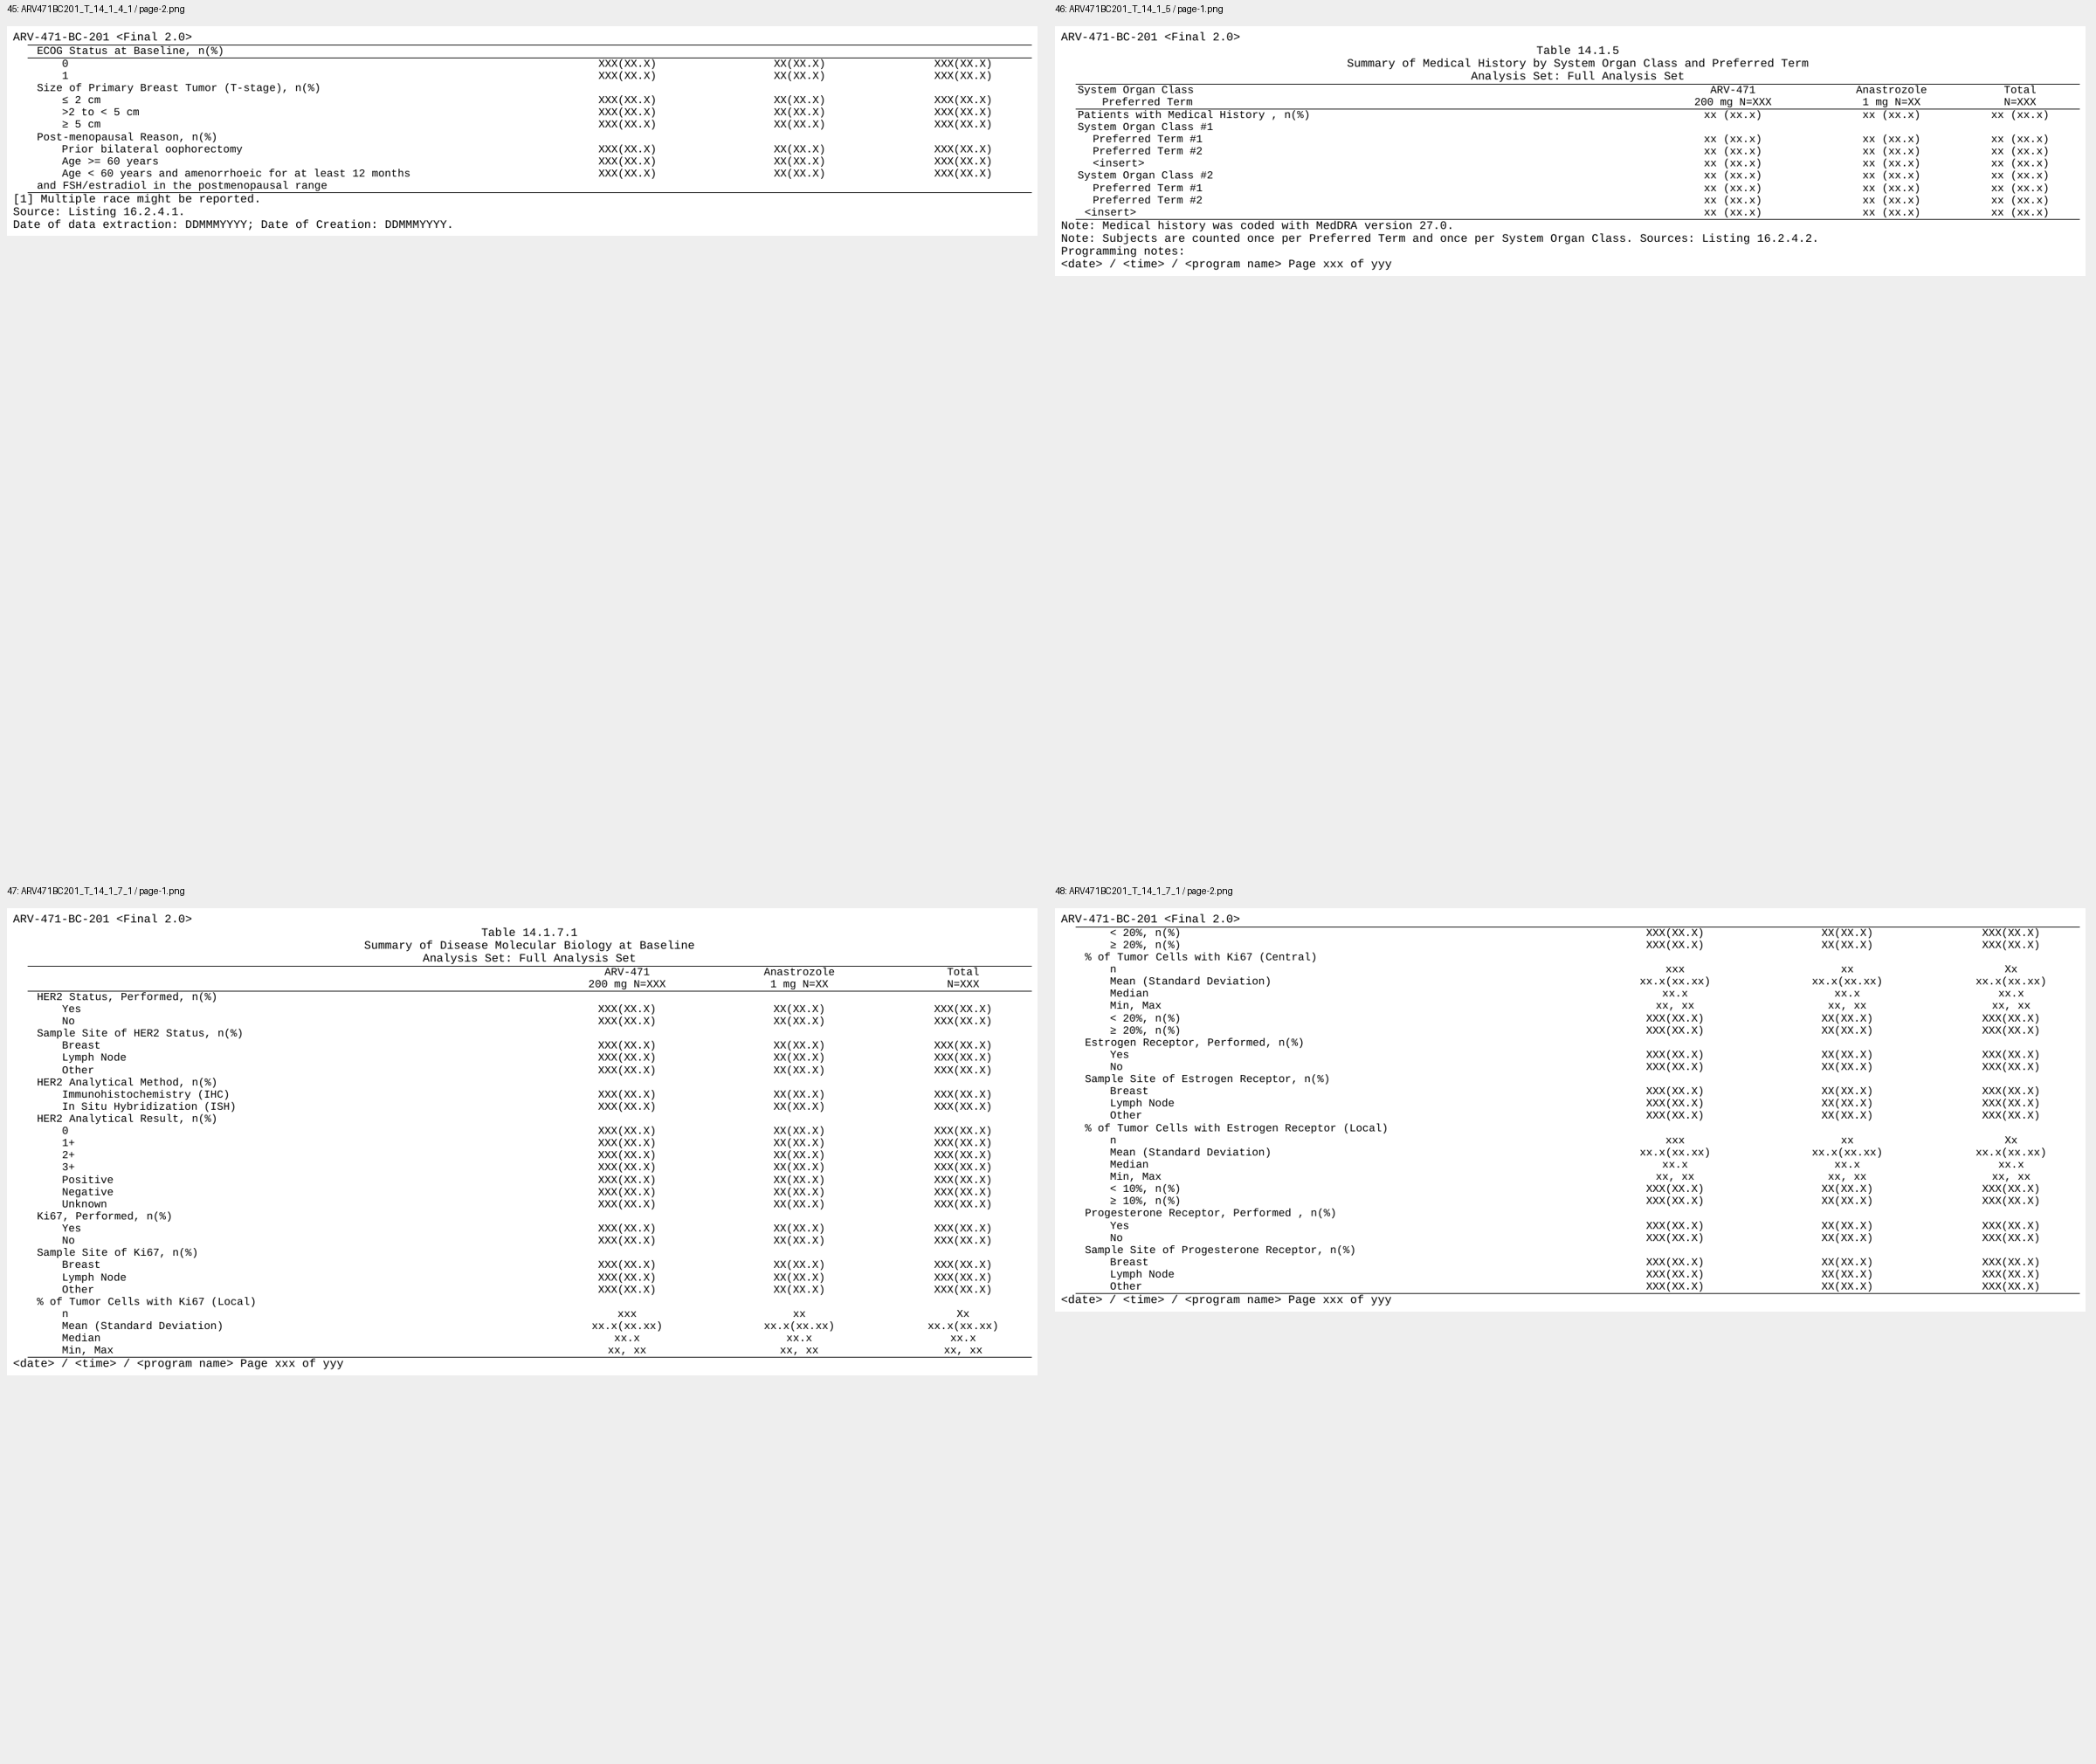 45: ARV471BC201_T_14_1_4_1 / page-2.png
ARV-471-BC-201 <Final 2.0>
ECOG Status at Baseline, n(%)
0 XXX(XX.X) XX(XX.X) XXX(XX.X)
1 XXX(XX.X) XX(XX.X) XXX(XX.X)
Size of Primary Breast Tumor (T-stage), n(%)
≤ 2 cm XXX(XX.X) XX(XX.X) XXX(XX.X)
>2 to < 5 cm XXX(XX.X) XX(XX.X) XXX(XX.X)
≥ 5 cm XXX(XX.X) XX(XX.X) XXX(XX.X)
Post-menopausal Reason, n(%)
Prior bilateral oophorectomy XXX(XX.X) XX(XX.X) XXX(XX.X)
Age >= 60 years XXX(XX.X) XX(XX.X) XXX(XX.X)
Age < 60 years and amenorrhoeic for at least 12 months XXX(XX.X) XX(XX.X) XXX(XX.X)
and FSH/estradiol in the postmenopausal range
[1] Multiple race might be reported.
Source: Listing 16.2.4.1.
Date of data extraction: DDMMMYYYY; Date of Creation: DDMMMYYYY.
46: ARV471BC201_T_14_1_5 / page-1.png
ARV-471-BC-201 <Final 2.0>
Table 14.1.5
Summary of Medical History by System Organ Class and Preferred Term
Analysis Set: Full Analysis Set
System Organ Class ARV-471 Anastrozole Total
Preferred Term 200 mg N=XXX 1 mg N=XX N=XXX
Patients with Medical History , n(%) xx (xx.x) xx (xx.x) xx (xx.x)
System Organ Class #1
Preferred Term #1 xx (xx.x) xx (xx.x) xx (xx.x)
Preferred Term #2 xx (xx.x) xx (xx.x) xx (xx.x)
<insert> xx (xx.x) xx (xx.x) xx (xx.x)
System Organ Class #2 xx (xx.x) xx (xx.x) xx (xx.x)
Preferred Term #1 xx (xx.x) xx (xx.x) xx (xx.x)
Preferred Term #2 xx (xx.x) xx (xx.x) xx (xx.x)
<insert> xx (xx.x) xx (xx.x) xx (xx.x)
Note: Medical history was coded with MedDRA version 27.0.
Note: Subjects are counted once per Preferred Term and once per System Organ Class. Sources: Listing 16.2.4.2.
Programming notes:
<date> / <time> / <program name> Page xxx of yyy
47: ARV471BC201_T_14_1_7_1 / page-1.png
ARV-471-BC-201 <Final 2.0>
Table 14.1.7.1
Summary of Disease Molecular Biology at Baseline
Analysis Set: Full Analysis Set
ARV-471 Anastrozole Total
200 mg N=XXX 1 mg N=XX N=XXX
HER2 Status, Performed, n(%)
Yes XXX(XX.X) XX(XX.X) XXX(XX.X)
No XXX(XX.X) XX(XX.X) XXX(XX.X)
Sample Site of HER2 Status, n(%)
Breast XXX(XX.X) XX(XX.X) XXX(XX.X)
Lymph Node XXX(XX.X) XX(XX.X) XXX(XX.X)
Other XXX(XX.X) XX(XX.X) XXX(XX.X)
HER2 Analytical Method, n(%)
Immunohistochemistry (IHC) XXX(XX.X) XX(XX.X) XXX(XX.X)
In Situ Hybridization (ISH) XXX(XX.X) XX(XX.X) XXX(XX.X)
HER2 Analytical Result, n(%)
0 XXX(XX.X) XX(XX.X) XXX(XX.X)
1+ XXX(XX.X) XX(XX.X) XXX(XX.X)
2+ XXX(XX.X) XX(XX.X) XXX(XX.X)
3+ XXX(XX.X) XX(XX.X) XXX(XX.X)
Positive XXX(XX.X) XX(XX.X) XXX(XX.X)
Negative XXX(XX.X) XX(XX.X) XXX(XX.X)
Unknown XXX(XX.X) XX(XX.X) XXX(XX.X)
Ki67, Performed, n(%)
Yes XXX(XX.X) XX(XX.X) XXX(XX.X)
No XXX(XX.X) XX(XX.X) XXX(XX.X)
Sample Site of Ki67, n(%)
Breast XXX(XX.X) XX(XX.X) XXX(XX.X)
Lymph Node XXX(XX.X) XX(XX.X) XXX(XX.X)
Other XXX(XX.X) XX(XX.X) XXX(XX.X)
% of Tumor Cells with Ki67 (Local)
n xxx xx Xx
Mean (Standard Deviation) xx.x(xx.xx) xx.x(xx.xx) xx.x(xx.xx)
Median xx.x xx.x xx.x
Min, Max xx, xx xx, xx xx, xx
<date> / <time> / <program name> Page xxx of yyy
48: ARV471BC201_T_14_1_7_1 / page-2.png
ARV-471-BC-201 <Final 2.0>
< 20%, n(%) XXX(XX.X) XX(XX.X) XXX(XX.X)
≥ 20%, n(%) XXX(XX.X) XX(XX.X) XXX(XX.X)
% of Tumor Cells with Ki67 (Central)
n xxx xx Xx
Mean (Standard Deviation) xx.x(xx.xx) xx.x(xx.xx) xx.x(xx.xx)
Median xx.x xx.x xx.x
Min, Max xx, xx xx, xx xx, xx
< 20%, n(%) XXX(XX.X) XX(XX.X) XXX(XX.X)
≥ 20%, n(%) XXX(XX.X) XX(XX.X) XXX(XX.X)
Estrogen Receptor, Performed, n(%)
Yes XXX(XX.X) XX(XX.X) XXX(XX.X)
No XXX(XX.X) XX(XX.X) XXX(XX.X)
Sample Site of Estrogen Receptor, n(%)
Breast XXX(XX.X) XX(XX.X) XXX(XX.X)
Lymph Node XXX(XX.X) XX(XX.X) XXX(XX.X)
Other XXX(XX.X) XX(XX.X) XXX(XX.X)
% of Tumor Cells with Estrogen Receptor (Local)
n xxx xx Xx
Mean (Standard Deviation) xx.x(xx.xx) xx.x(xx.xx) xx.x(xx.xx)
Median xx.x xx.x xx.x
Min, Max xx, xx xx, xx xx, xx
< 10%, n(%) XXX(XX.X) XX(XX.X) XXX(XX.X)
≥ 10%, n(%) XXX(XX.X) XX(XX.X) XXX(XX.X)
Progesterone Receptor, Performed , n(%)
Yes XXX(XX.X) XX(XX.X) XXX(XX.X)
No XXX(XX.X) XX(XX.X) XXX(XX.X)
Sample Site of Progesterone Receptor, n(%)
Breast XXX(XX.X) XX(XX.X) XXX(XX.X)
Lymph Node XXX(XX.X) XX(XX.X) XXX(XX.X)
Other XXX(XX.X) XX(XX.X) XXX(XX.X)
<date> / <time> / <program name> Page xxx of yyy